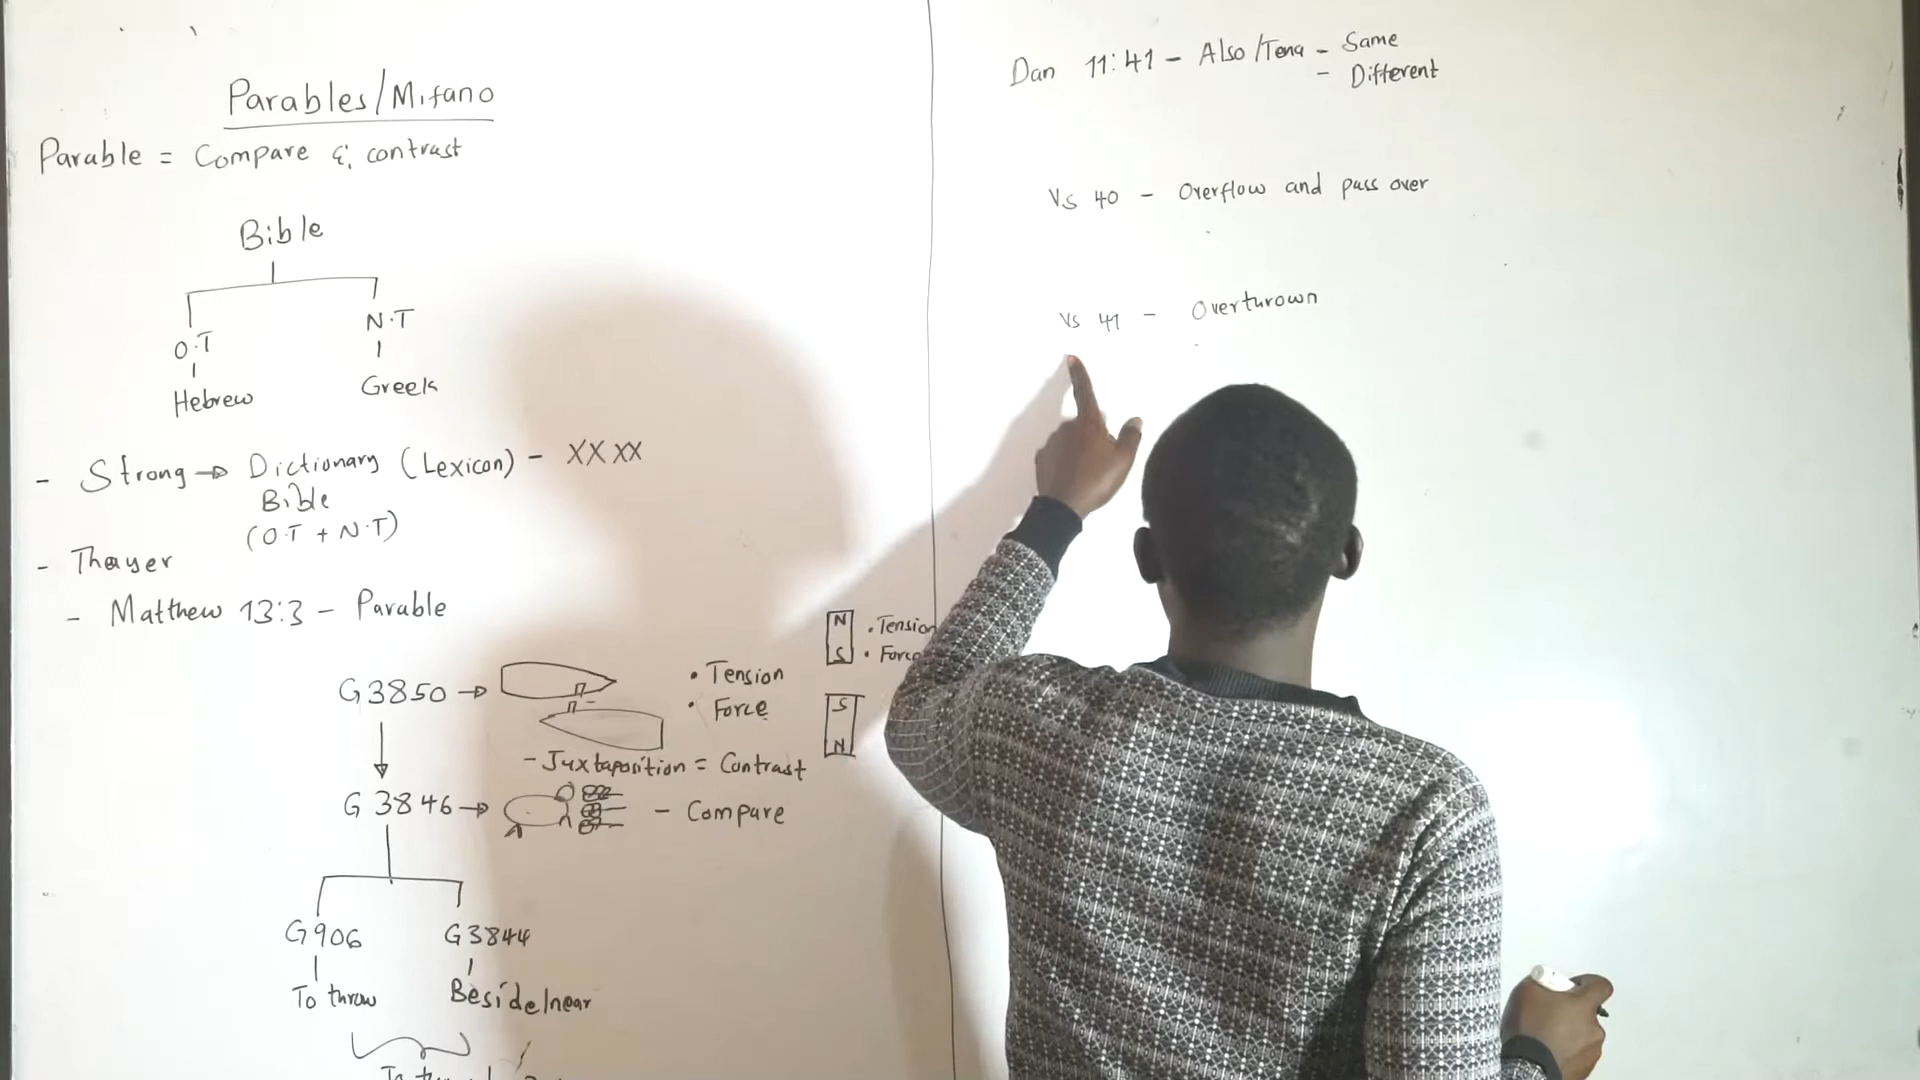 Parables/Mifano
Parable = Compare & contrast
Bible
O.T
N.T
Hebrew
Greek
- Strong → Dictionary (Lexicon) - XXXX
Bible
(O.T + N.T)
- Thayer
- Matthew 13:3 - Parable
G3850 →
• Tension
• Force
N
S
• Tension
• Force
S
N
- Juxtaposition = Contrast
G3846 → - Compare
G906
G3844
To throw
Beside/near
Dan 11:41 - Also/Tena - Same
- Different
Vs 40 - Overflow and pass over
Vs 41 - Overturown